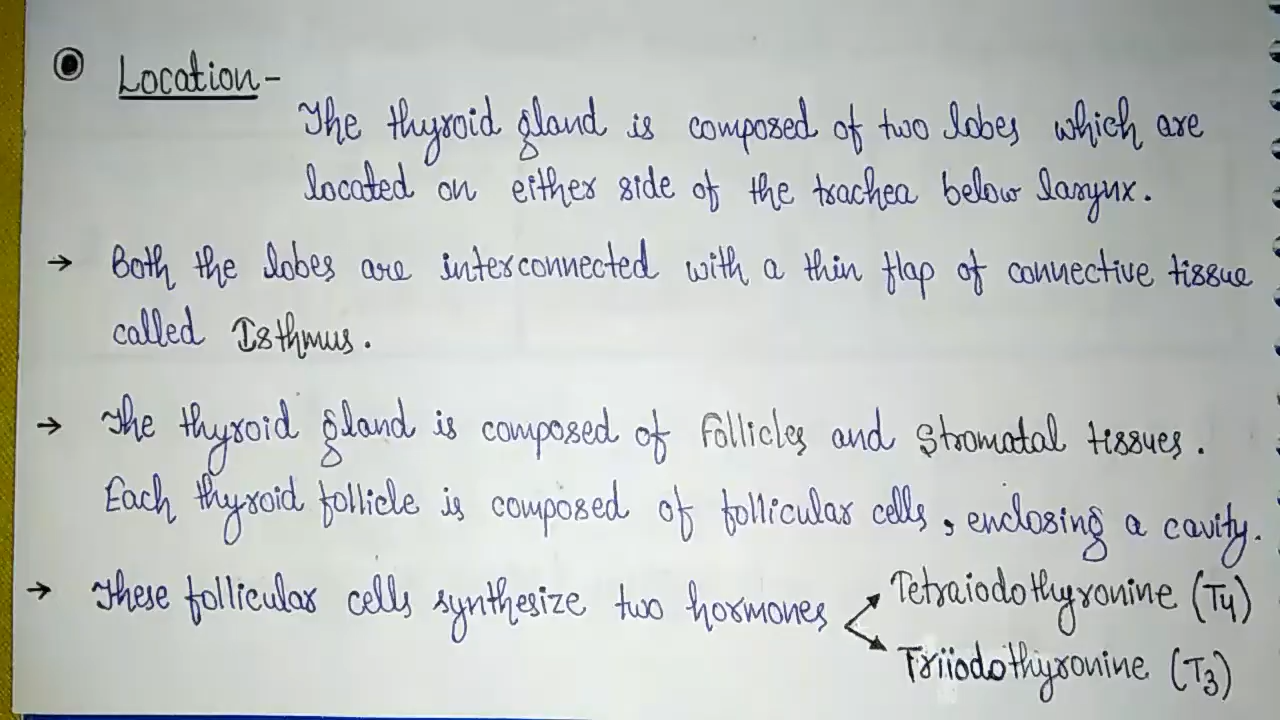 Location-
The thyroid gland is composed of two lobes which are
located on either side of the trachea below larynx.
→ Both the lobes are interconnected with a thin flap of connective tissue
called Isthmus.
→ The thyroid gland is composed of follicles and Stromatal tissues.
Each thyroid follicle is composed of follicular cells, enclosing a cavity.
→ These follicular cells synthesize two hormones
Tetraiodothyronine (T4)
Triiodothyronine (T3)